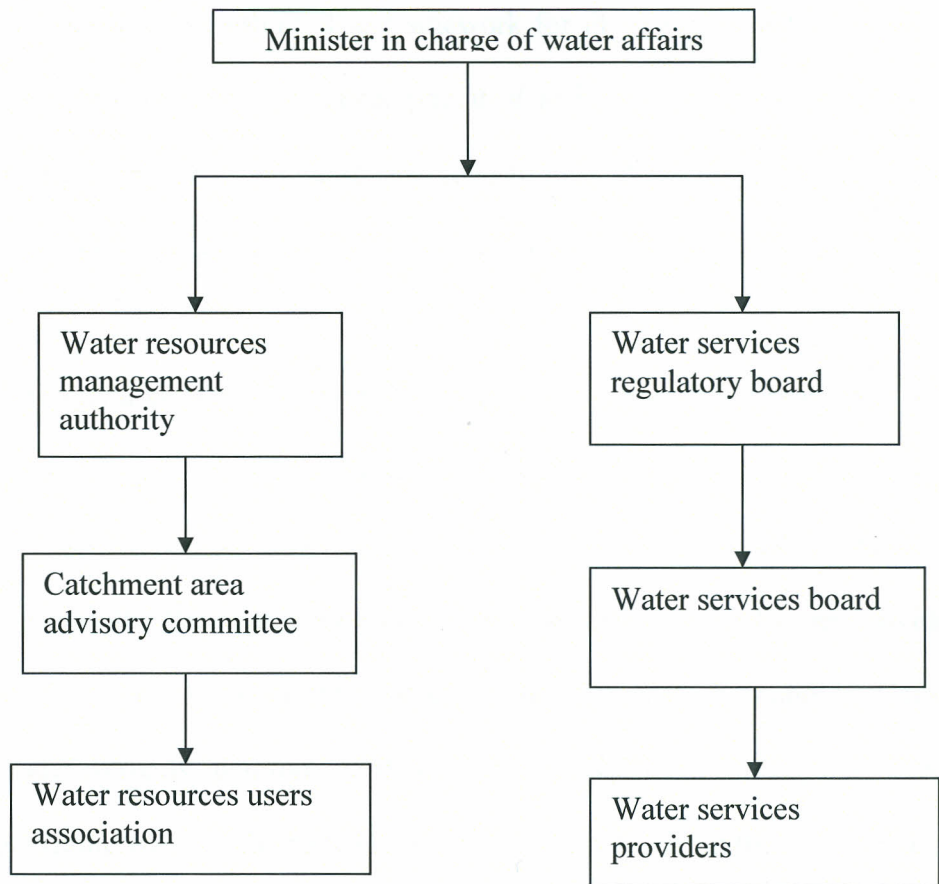 Minister in charge of water affairs
Water resources
management
authority
Water services
regulatory board
Catchment area
advisory committee
Water services board
Water resources users
association
Water services
providers